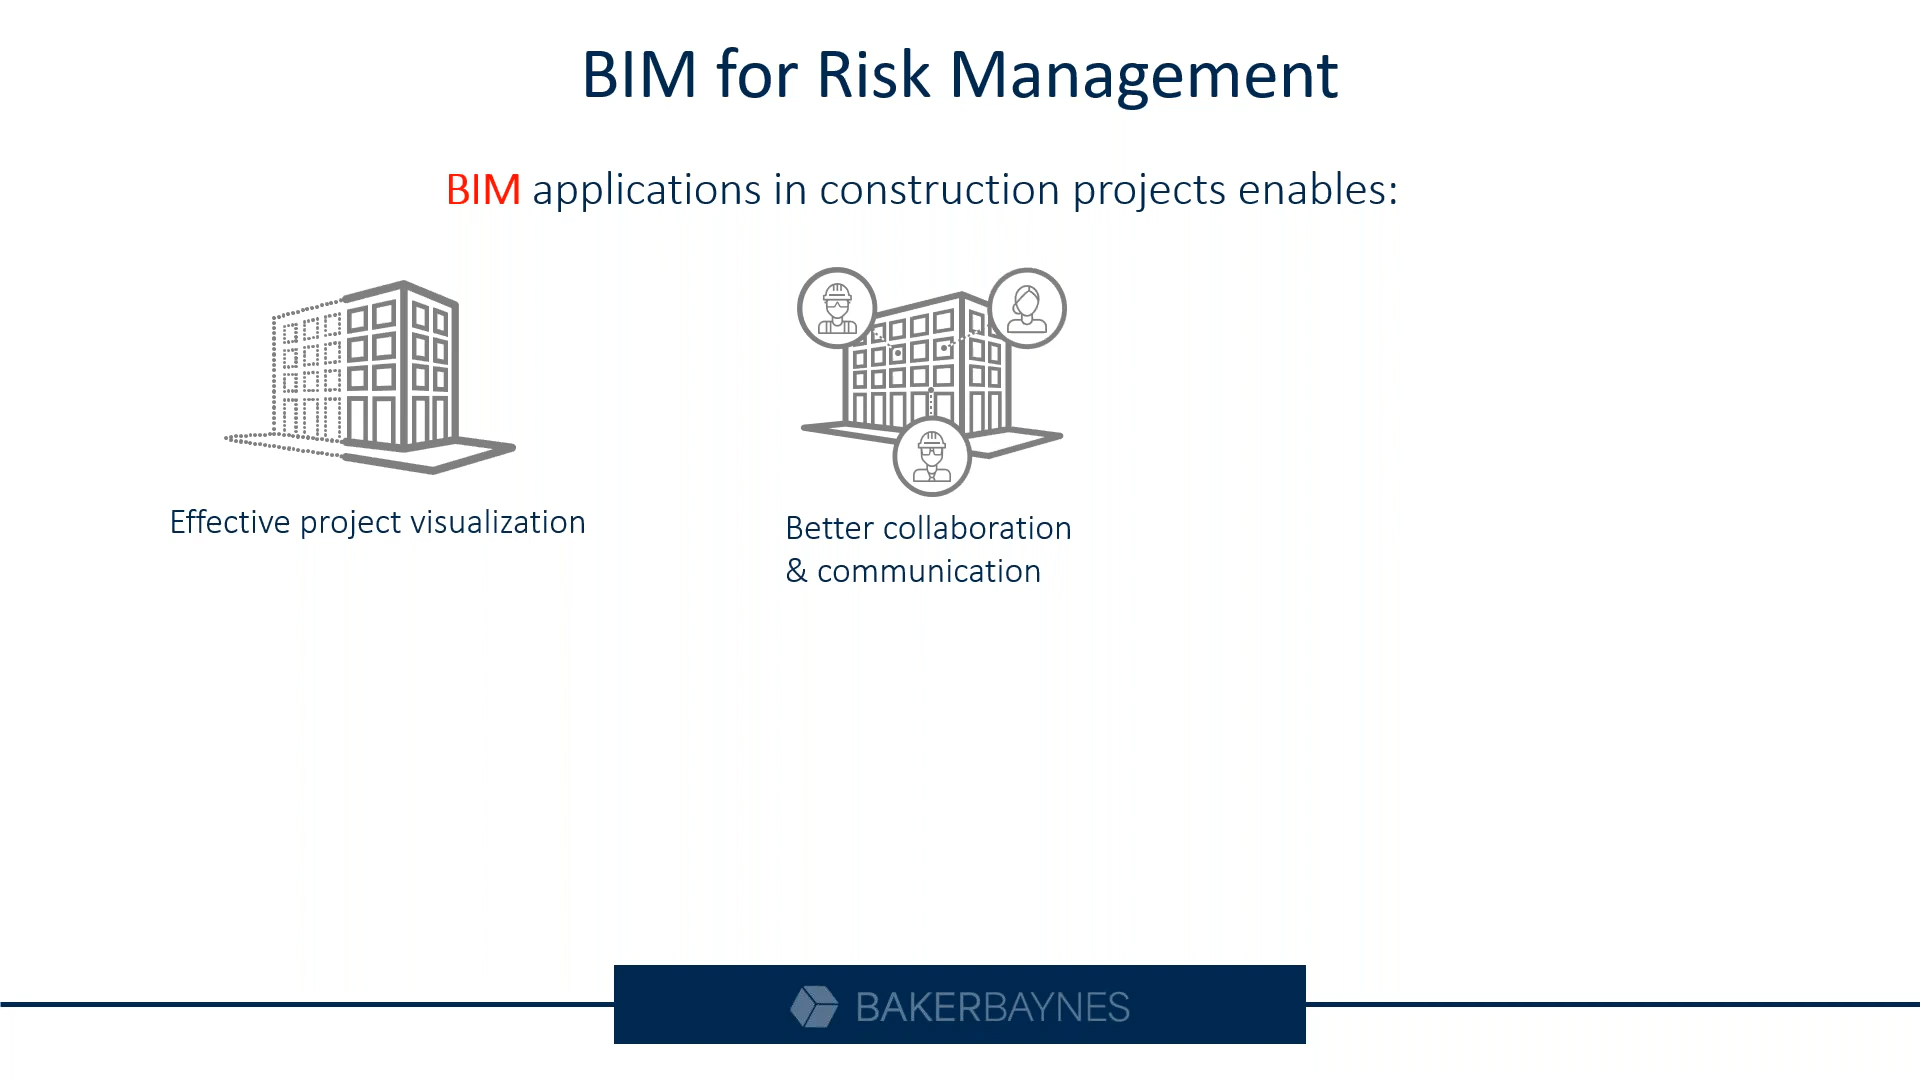 BIM for Risk Management
BIM applications in construction projects enables:
Effective project visualization
Better collaboration
& communication
BAKERBAYNES